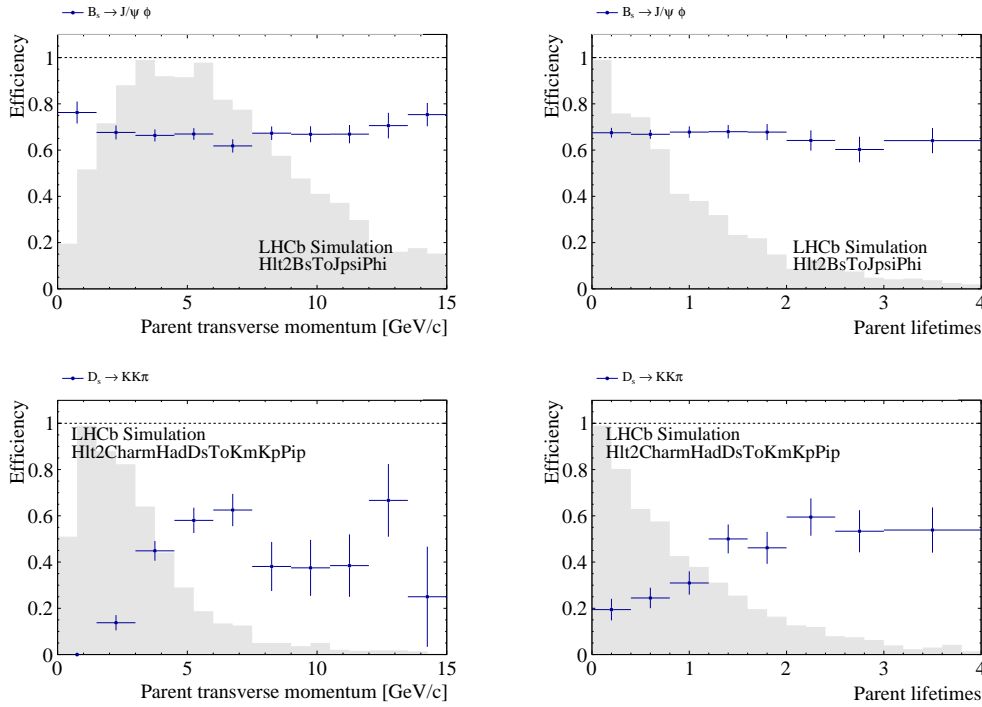 B_s → J/ψ ϕ
Efficiency
1
0.8
0.6
0.4
0.2
0
LHCb Simulation
Hlt2BsToJpsiPhi
0 5 10 15
Parent transverse momentum [GeV/c]
B_s → J/ψ ϕ
Efficiency
1
0.8
0.6
0.4
0.2
0
LHCb Simulation
Hlt2BsToJpsiPhi
0 1 2 3 4
Parent lifetimes
D_s → KKπ
Efficiency
1
0.8
0.6
0.4
0.2
0
LHCb Simulation
Hlt2CharmHadDsToKmKpPip
0 5 10 15
Parent transverse momentum [GeV/c]
D_s → KKπ
Efficiency
1
0.8
0.6
0.4
0.2
0
LHCb Simulation
Hlt2CharmHadDsToKmKpPip
0 1 2 3 4
Parent lifetimes